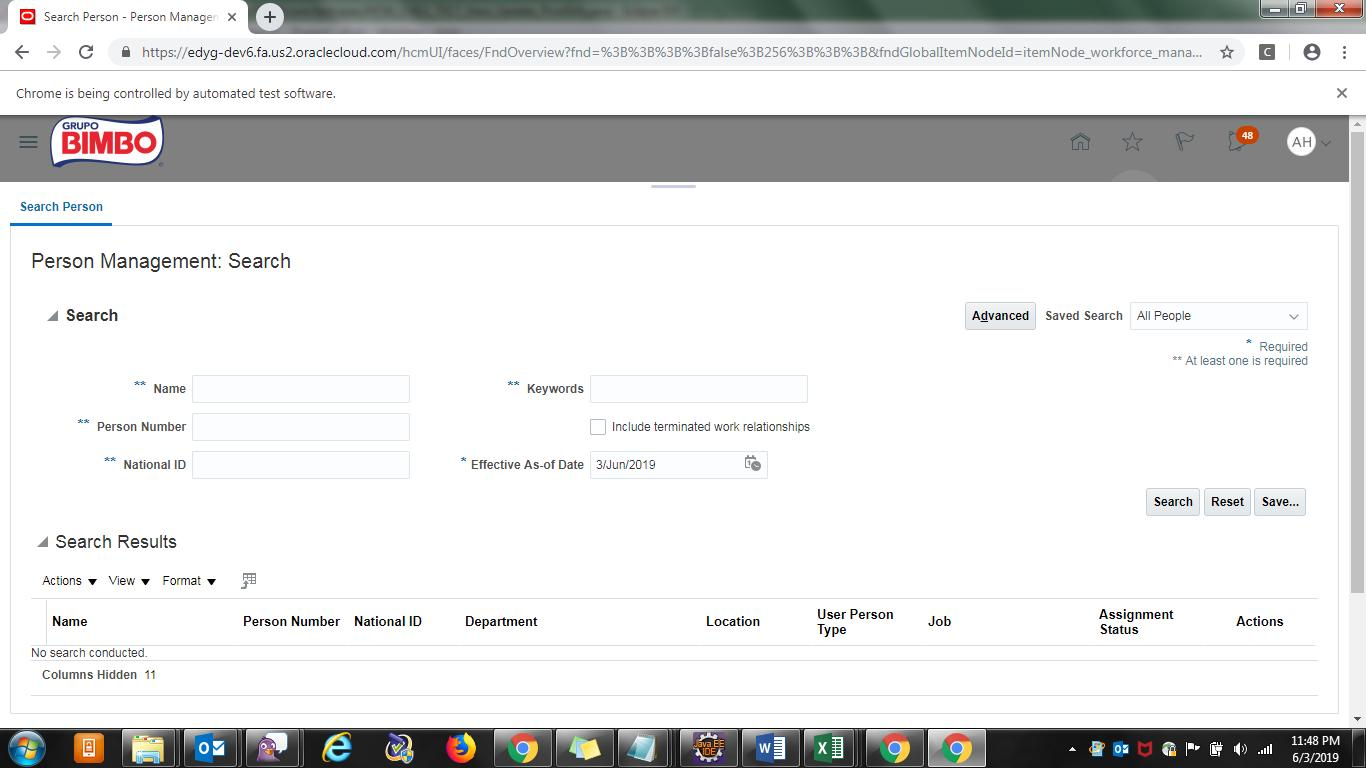 Search Person - Person Managemen
https://edyg-dev6.fa.us2.oraclecloud.com/hcmUI/faces/FndOverview?fnd=%3B%3B%3B%3Bfalse%3B256%3B%3B%3B&fndGlobalItemNodeId=itemNode_workforce_mana...
C
Chrome is being controlled by automated test software.
GRUPO
BIMBO
48
AH
Search Person
Person Management: Search
Search
Advanced Saved Search All People
* Required
** At least one is required
** Name ** Keywords
** Person Number Include terminated work relationships
** National ID * Effective As-of Date 3/Jun/2019
Search Reset Save...
Search Results
Actions View Format
Name Person Number National ID Department Location User Person Type Job Assignment Status Actions
No search conducted.
Columns Hidden 11
Java EE
IDE
11:48 PM
6/3/2019